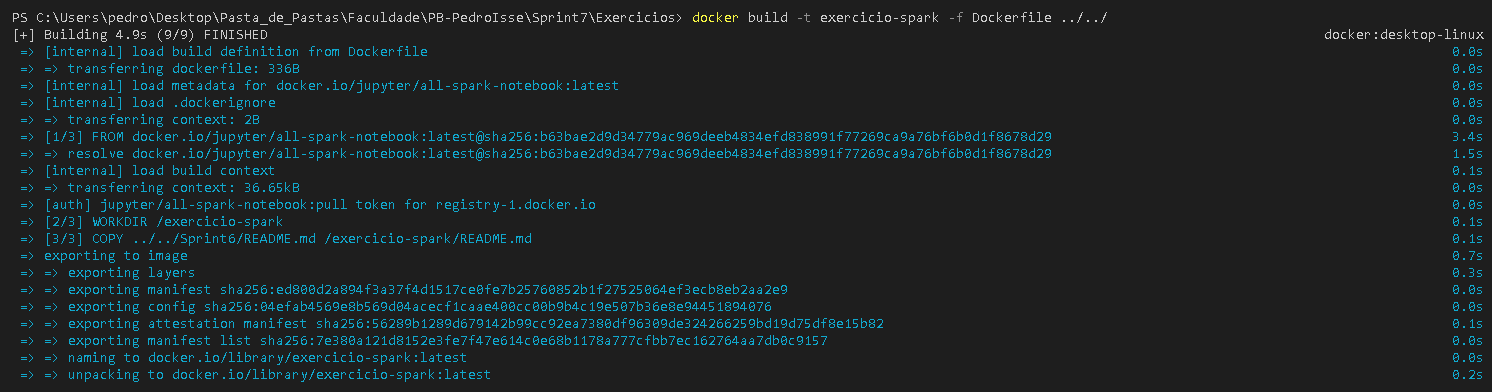 PS C:\Users\pedro\Desktop\Pasta_de_Pastas\Faculdade\PB-PedroIsse\Sprint7\Exercicios> docker build -t exercicio-spark -f Dockerfile ../../
[+] Building 4.9s (9/9) FINISHED docker:desktop-linux
=> [internal] load build definition from Dockerfile 0.0s
=> => transferring dockerfile: 336B 0.0s
=> [internal] load metadata for docker.io/jupyter/all-spark-notebook:latest 0.0s
=> [internal] load .dockerignore 0.0s
=> => transferring context: 2B 0.0s
=> [1/3] FROM docker.io/jupyter/all-spark-notebook:latest@sha256:b63bae2d9d34779ac969deeb4834efd838991f77269ca9a76bf6b0d1f8678d29 3.4s
=> => resolve docker.io/jupyter/all-spark-notebook:latest@sha256:b63bae2d9d34779ac969deeb4834efd838991f77269ca9a76bf6b0d1f8678d29 1.5s
=> [internal] load build context 0.1s
=> => transferring context: 36.65kB 0.0s
=> [auth] jupyter/all-spark-notebook:pull token for registry-1.docker.io 0.0s
=> [2/3] WORKDIR /exercicio-spark 0.1s
=> [3/3] COPY ../../Sprint6/README.md /exercicio-spark/README.md 0.1s
=> exporting to image 0.7s
=> => exporting layers 0.3s
=> => exporting manifest sha256:ed800d2a894f3a37f4d1517ce0fe7b25760852b1f27525064ef3ecb8eb2aa2e9 0.0s
=> => exporting config sha256:04efab4569e8b569d04acecf1caae400cc00b9b4c19e507b36e8e94451894076 0.0s
=> => exporting attestation manifest sha256:56289b1289d679142b99cc92ea7380df96309de324266259bd19d75df8e15b82 0.1s
=> => exporting manifest list sha256:7e380a121d8152e3fe7f47e614c0e68b1178a777cfbb7ec162764aa7db0c9157 0.0s
=> => naming to docker.io/library/exercicio-spark:latest 0.0s
=> => unpacking to docker.io/library/exercicio-spark:latest 0.2s